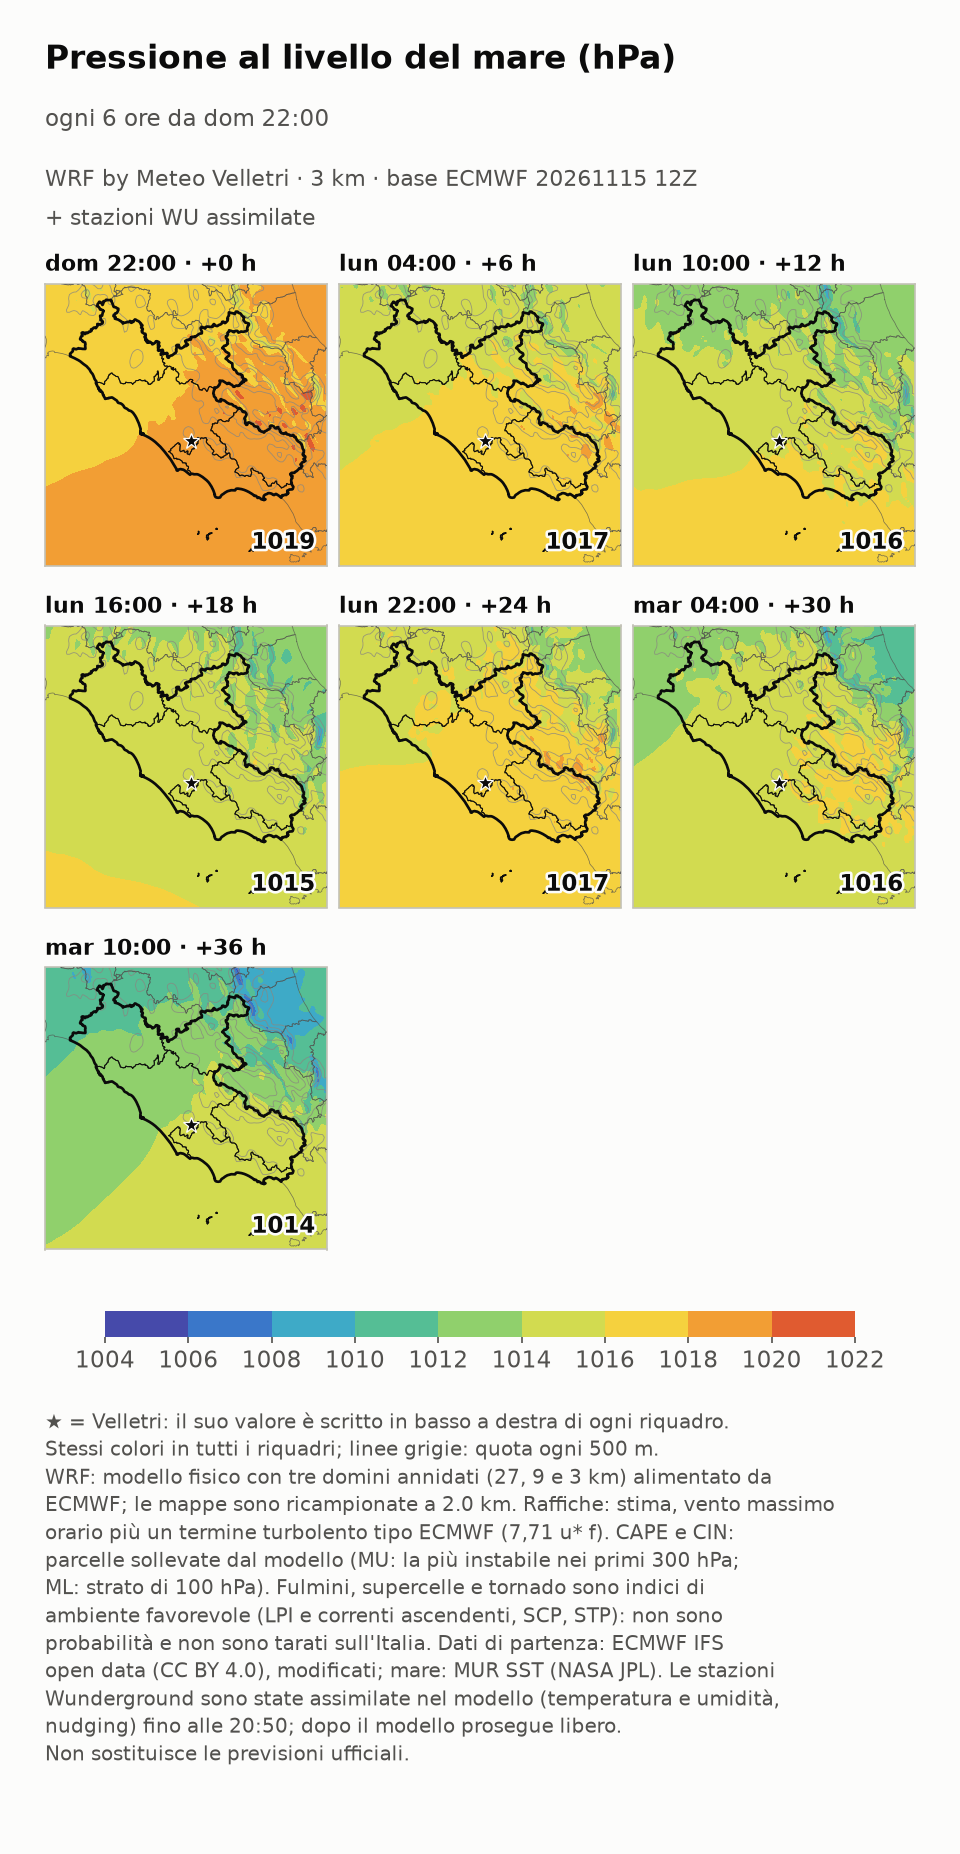 Pressione al livello del mare (hPa)
ogni 6 ore da dom 22:00
WRF by Meteo Velletri · 3 km · base ECMWF 20261115 12Z
+ stazioni WU assimilate
dom 22:00 · +0 h
lun 04:00 · +6 h
lun 10:00 · +12 h
1019
1017
1016
lun 16:00 · +18 h
lun 22:00 · +24 h
mar 04:00 · +30 h
1015
1017
1016
mar 10:00 · +36 h
1014
1004 1006 1008 1010 1012 1014 1016 1018 1020 1022
★ = Velletri: il suo valore è scritto in basso a destra di ogni riquadro.
Stessi colori in tutti i riquadri; linee grigie: quota ogni 500 m.
WRF: modello fisico con tre domini annidati (27, 9 e 3 km) alimentato da
ECMWF; le mappe sono ricampionate a 2.0 km. Raffiche: stima, vento massimo
orario più un termine turbolento tipo ECMWF (7,71 u* f). CAPE e CIN:
parcelle sollevate dal modello (MU: la più instabile nei primi 300 hPa;
ML: strato di 100 hPa). Fulmini, supercelle e tornado sono indici di
ambiente favorevole (LPI e correnti ascendenti, SCP, STP): non sono
probabilità e non sono tarati sull'Italia. Dati di partenza: ECMWF IFS
open data (CC BY 4.0), modificati; mare: MUR SST (NASA JPL). Le stazioni
Wunderground sono state assimilate nel modello (temperatura e umidità,
nudging) fino alle 20:50; dopo il modello prosegue libero.
Non sostituisce le previsioni ufficiali.